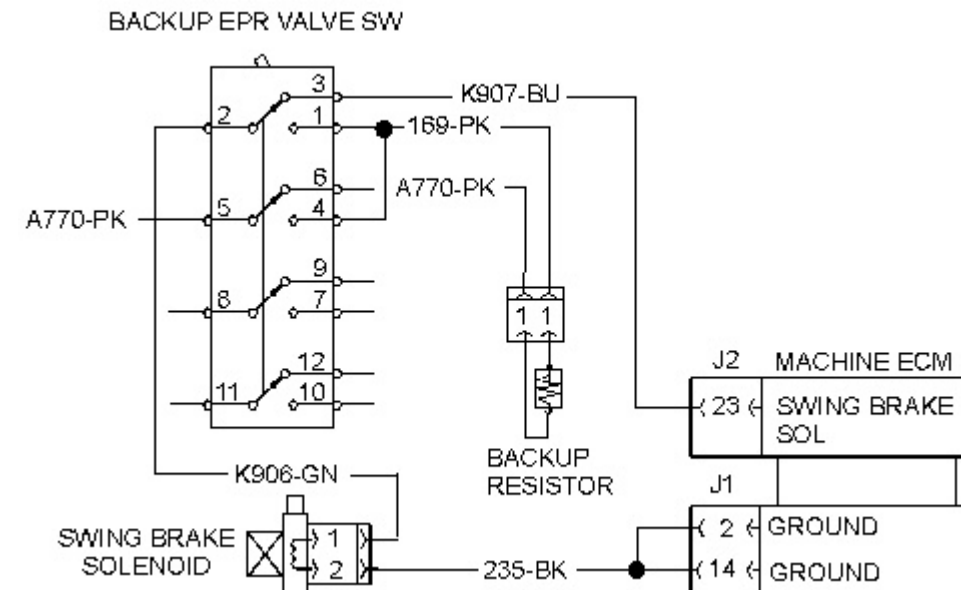 BACKUP EPR VALVE SW
3
K907-BU
2
1
169-PK
6
A770-PK
A770-PK
5
4
9
8
7
1 1
12
11
10
J2
MACHINE ECM
23
SWING BRAKE
SOL
BACKUP
RESISTOR
K906-GN
J1
SWING BRAKE
SOLENOID
1
2
235-BK
2
GROUND
14
GROUND